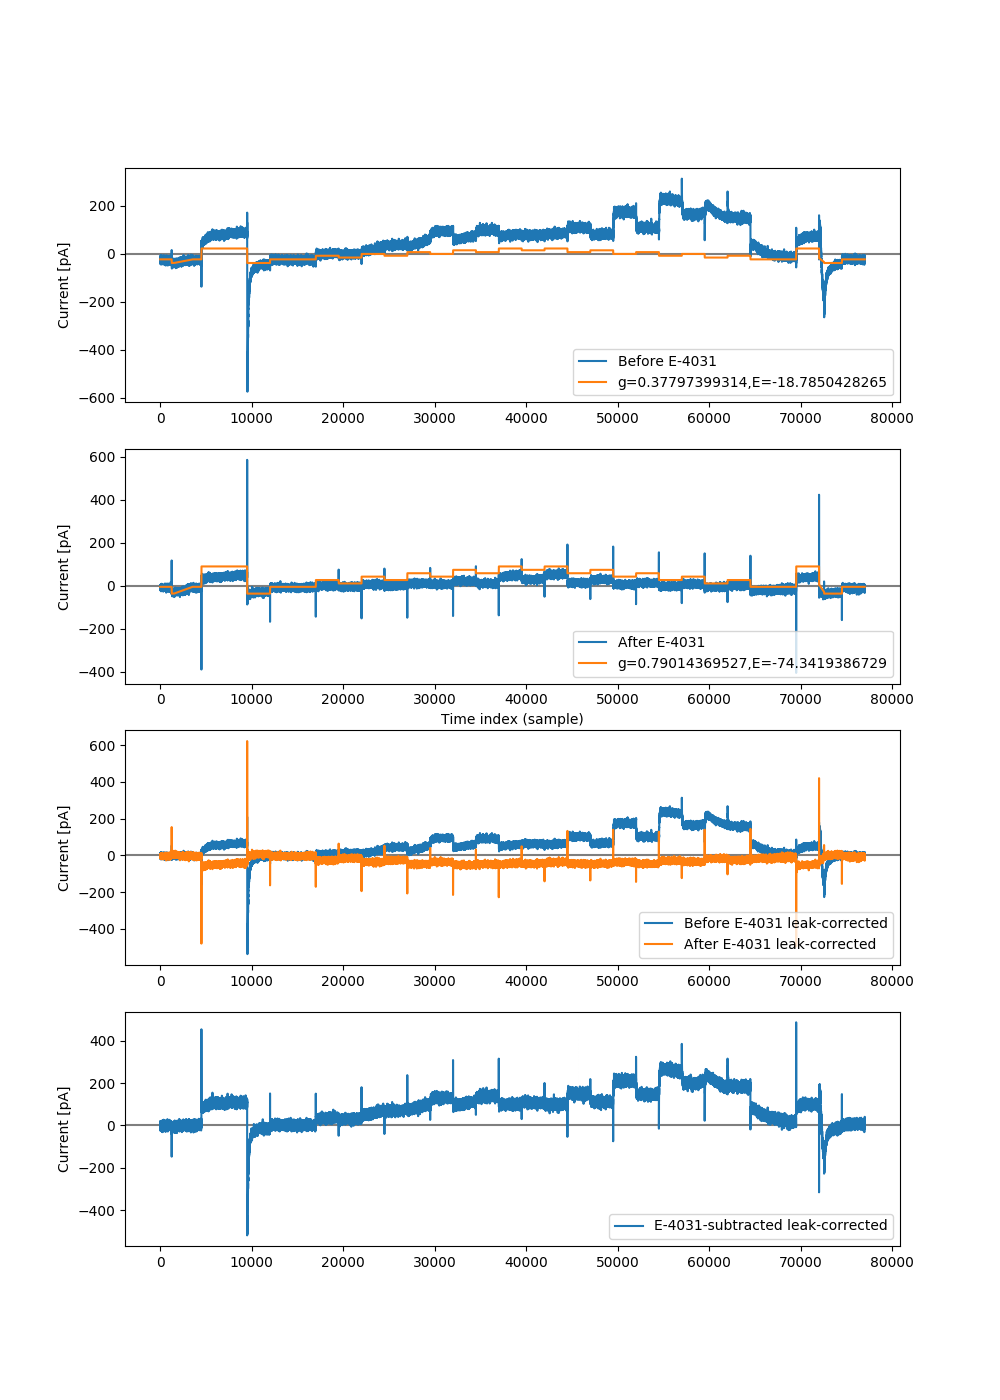 200
0
−200
−400
−600
Current [pA]
Before E-4031
g=0.37797399314,E=-18.7850428265
0 10000 20000 30000 40000 50000 60000 70000 80000
600
400
200
0
−200
−400
Current [pA]
After E-4031
g=0.79014369527,E=-74.3419386729
0 10000 20000 30000 40000 50000 60000 70000 80000
Time index (sample)
600
400
200
0
−200
−400
Current [pA]
Before E-4031 leak-corrected
After E-4031 leak-corrected
0 10000 20000 30000 40000 50000 60000 70000 80000
400
200
0
−200
−400
Current [pA]
E-4031-subtracted leak-corrected
0 10000 20000 30000 40000 50000 60000 70000 80000